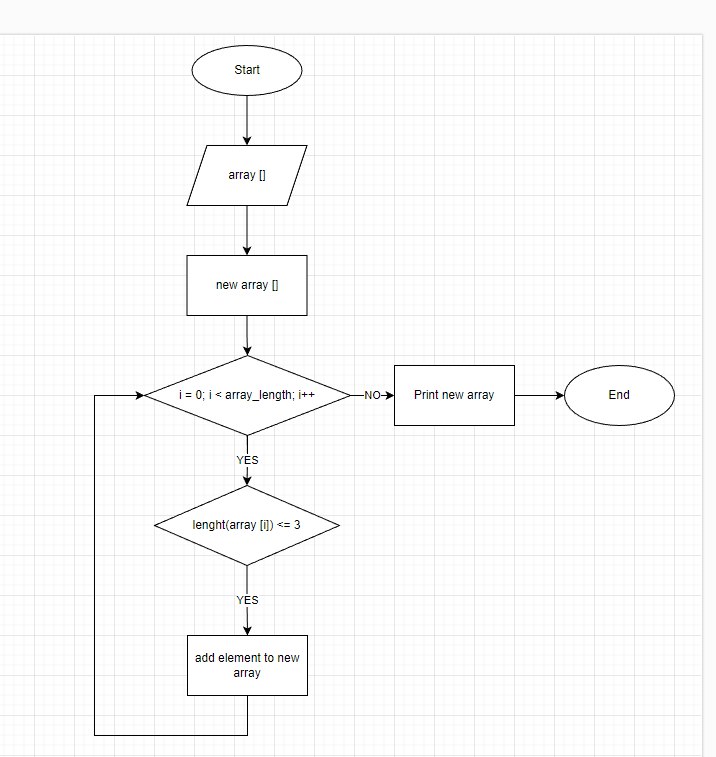 Start
array []
new array []
i = 0; i < array_length; i++
NO
Print new array
End
YES
lenght(array [i]) <= 3
YES
add element to new
array